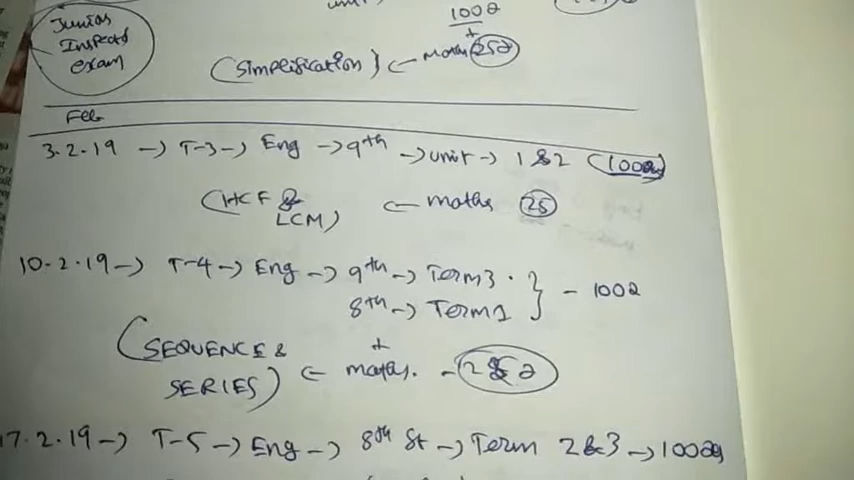 100Q
Junior
Inspector
exam
(Simplification) ← Maths 25Q
Feb
3.2.19 → T-3 → Eng → 9th → unit → 1 & 2 (100Q)
(HCF & LCM) ← maths 25
10.2.19 → T-4 → Eng → 9th → Term 3 .
8th → Term 1 } - 100Q
+
(SEQUENCE &
SERIES) ← maths. - 25Q
17.2.19 → T-5 → Eng → 8th St → Term 2&3 → 100Q